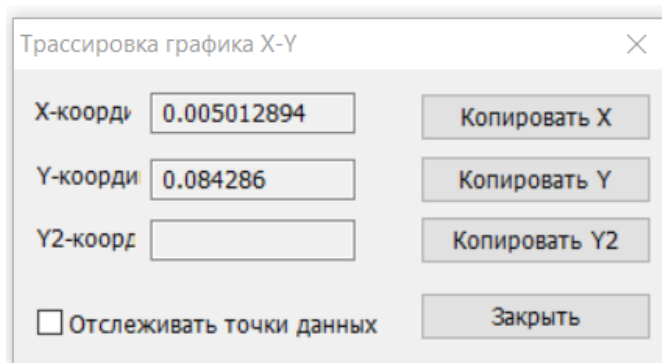 Трассировка графика X-Y
X-коорди 0.005012894 Копировать X
Y-коорди 0.084286 Копировать Y
Y2-коорд Копировать Y2
Отслеживать точки данных Закрыть